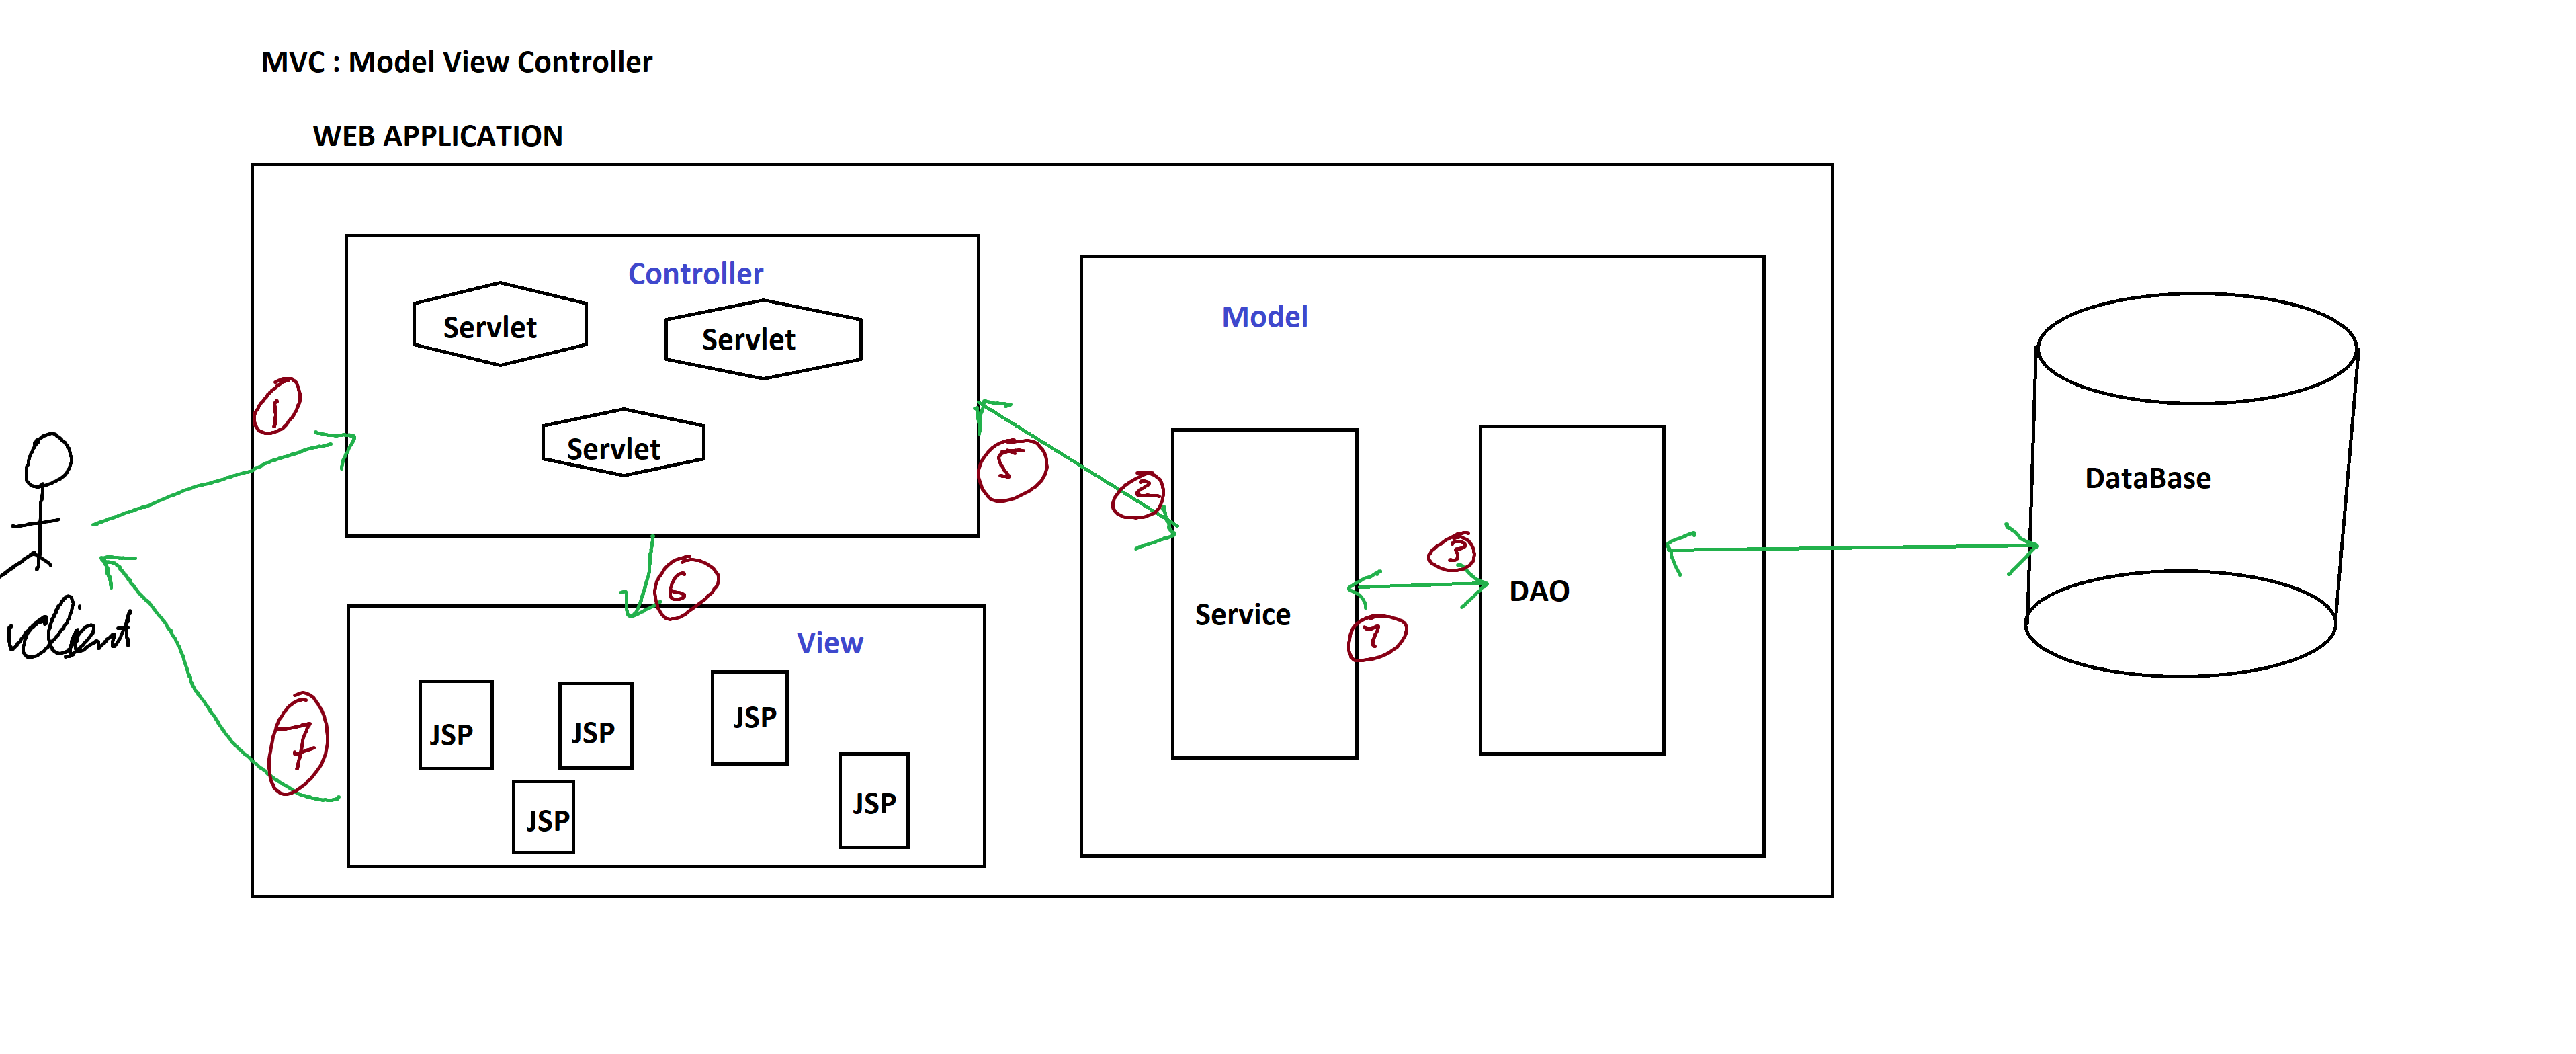 MVC : Model View Controller
WEB APPLICATION
Controller
Servlet
Servlet
Servlet
Model
Service
DAO
DataBase
View
JSP
JSP
JSP
JSP
JSP
client
1
2
3
5
6
7
7